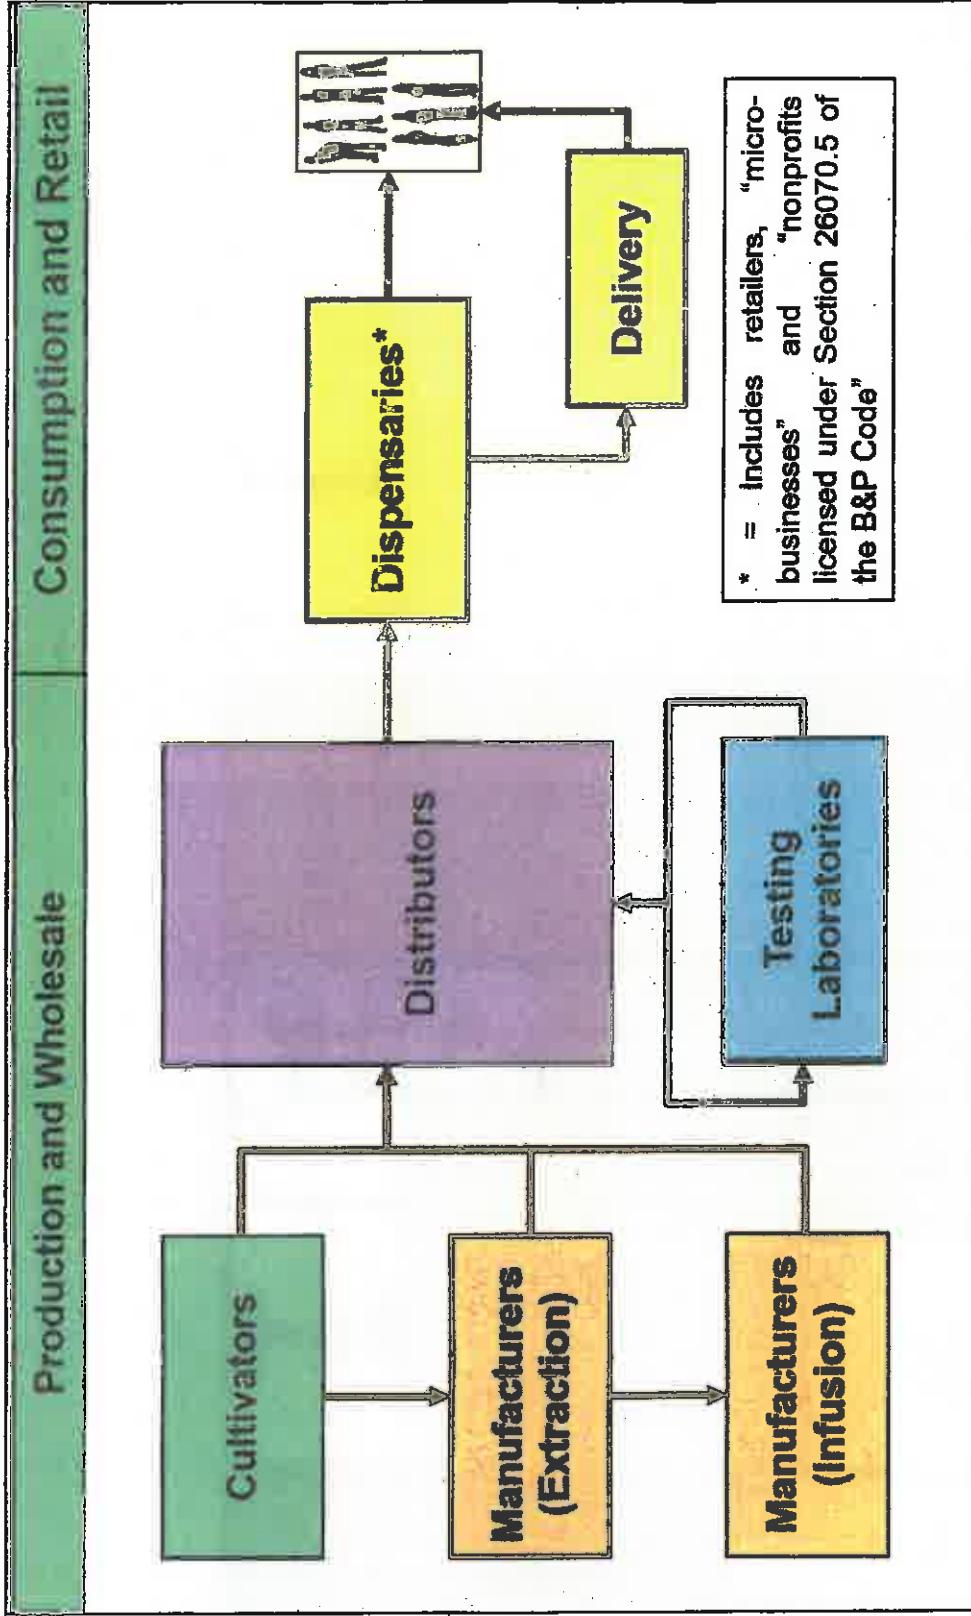 Production and Wholesale
Consumption and Retail
Cultivators
Manufacturers
(Extraction)
Manufacturers
(Infusion)
Distributors
Testing
Laboratories
Dispensaries*
Delivery
* = Includes retailers, “micro-
businesses” and “nonprofits
licensed under Section 26070.5 of
the B&P Code”